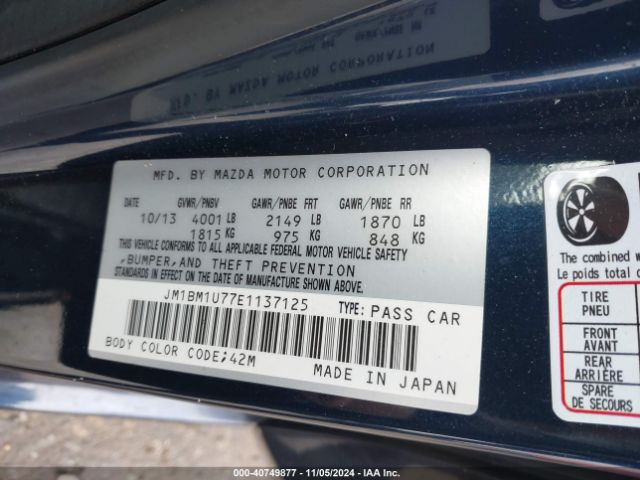 MFD. BY MAZDA MOTOR CORPORATION
DATE GVWR/PNBV GAWR/PNBE FRT GAWR/PNBE RR
10/13 4001 LB 2149 LB 1870 LB
1815 KG 975 KG 848 KG
THIS VEHICLE CONFORMS TO ALL APPLICABLE FEDERAL MOTOR VEHICLE SAFETY
,BUMPER,AND THEFT PREVENTION
STANDARDS IN EFFECT ON THE DATE OF MANUFACTURE SHOWN ABOVE.
JM1BM1U77E1137125 TYPE: PASS CAR
BODY COLOR CODE;42M
MADE IN JAPAN
The combined
Le poids total
TIRE
PNEU
FRONT
AVANT
REAR
ARRIÈRE
SPARE
DE SECOURS
000-40749877 - 11/05/2024 - IAA Inc.